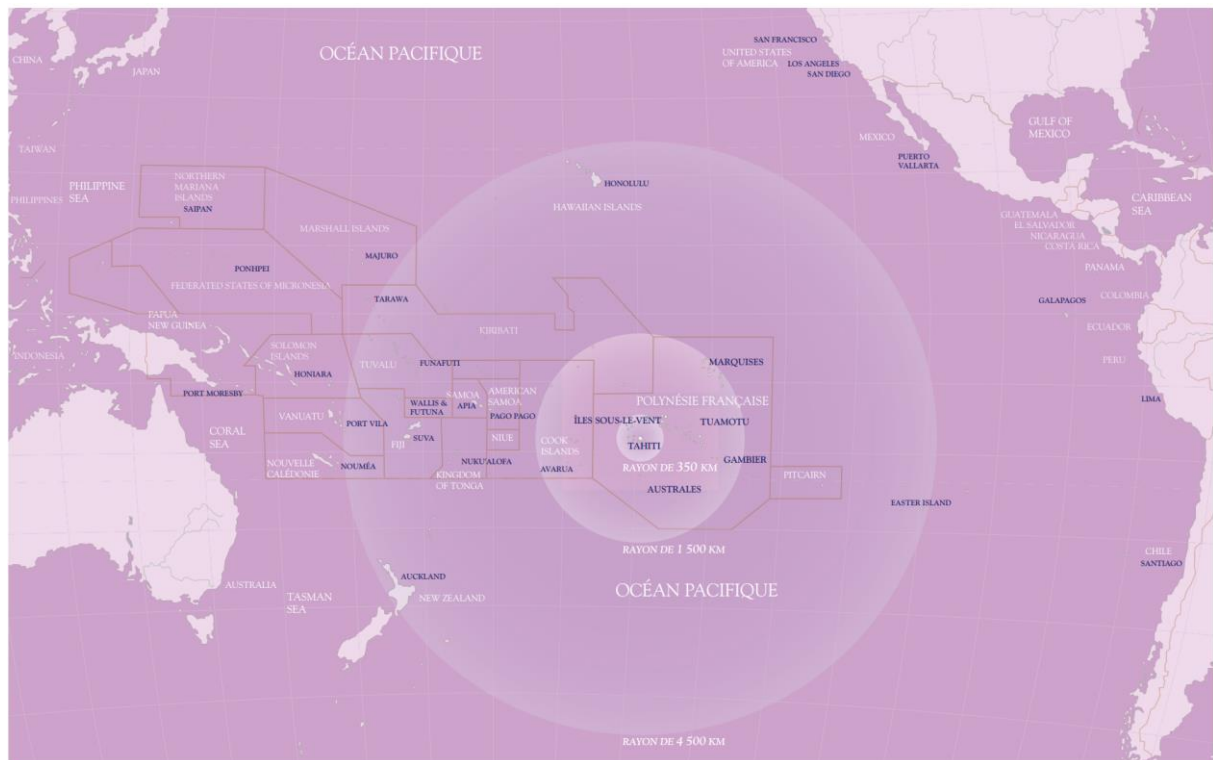 OCÉAN PACIFIQUE
SAN FRANCISCO
UNITED STATES
OF AMERICA
LOS ANGELES
SAN DIEGO
CHINA
JAPAN
GULF OF
MEXICO
MEXICO
TAIWAN
PUERTO
VALLARTA
PHILIPPINE
SEA
PHILIPPINES
NORTHERN
MARIANA
ISLANDS
SAIPAN
HONOLULU
HAWAIIAN ISLANDS
CARIBBEAN
SEA
GUATEMALA
EL SALVADOR
NICARAGUA
COSTA RICA
MARSHALL ISLANDS
MAJURO
PONHPEI
FEDERATED STATES OF MICRONESIA
PANAMA
TARAWA
GALAPAGOS
COLOMBIA
PAPUA
NEW GUINEA
KIRIBATI
ECUADOR
INDONESIA
SOLOMON
ISLANDS
HONIARA
TUVALU
FUNAFUTI
MARQUISES
PERU
PORT MORESBY
WALLIS &
FUTUNA
SAMOA
APIA
AMERICAN
SAMOA
PAGO PAGO
POLYNÉSIE FRANÇAISE
LIMA
VANUATU
PORT VILA
ÎLES SOUS-LE-VENT
TUAMOTU
CORAL
SEA
FIJI
SUVA
NIUE
COOK
ISLANDS
TAHITI
NOUVELLE
CALÉDONIE
NOUMÉA
NUKU'ALOFA
KINGDOM
OF TONGA
AVARUA
RAYON DE 350 KM
GAMBIER
PITCAIRN
AUSTRALES
EASTER ISLAND
RAYON DE 1 500 KM
CHILE
SANTIAGO
AUCKLAND
AUSTRALIA
TASMAN
SEA
NEW ZEALAND
OCÉAN PACIFIQUE
RAYON DE 4 500 KM